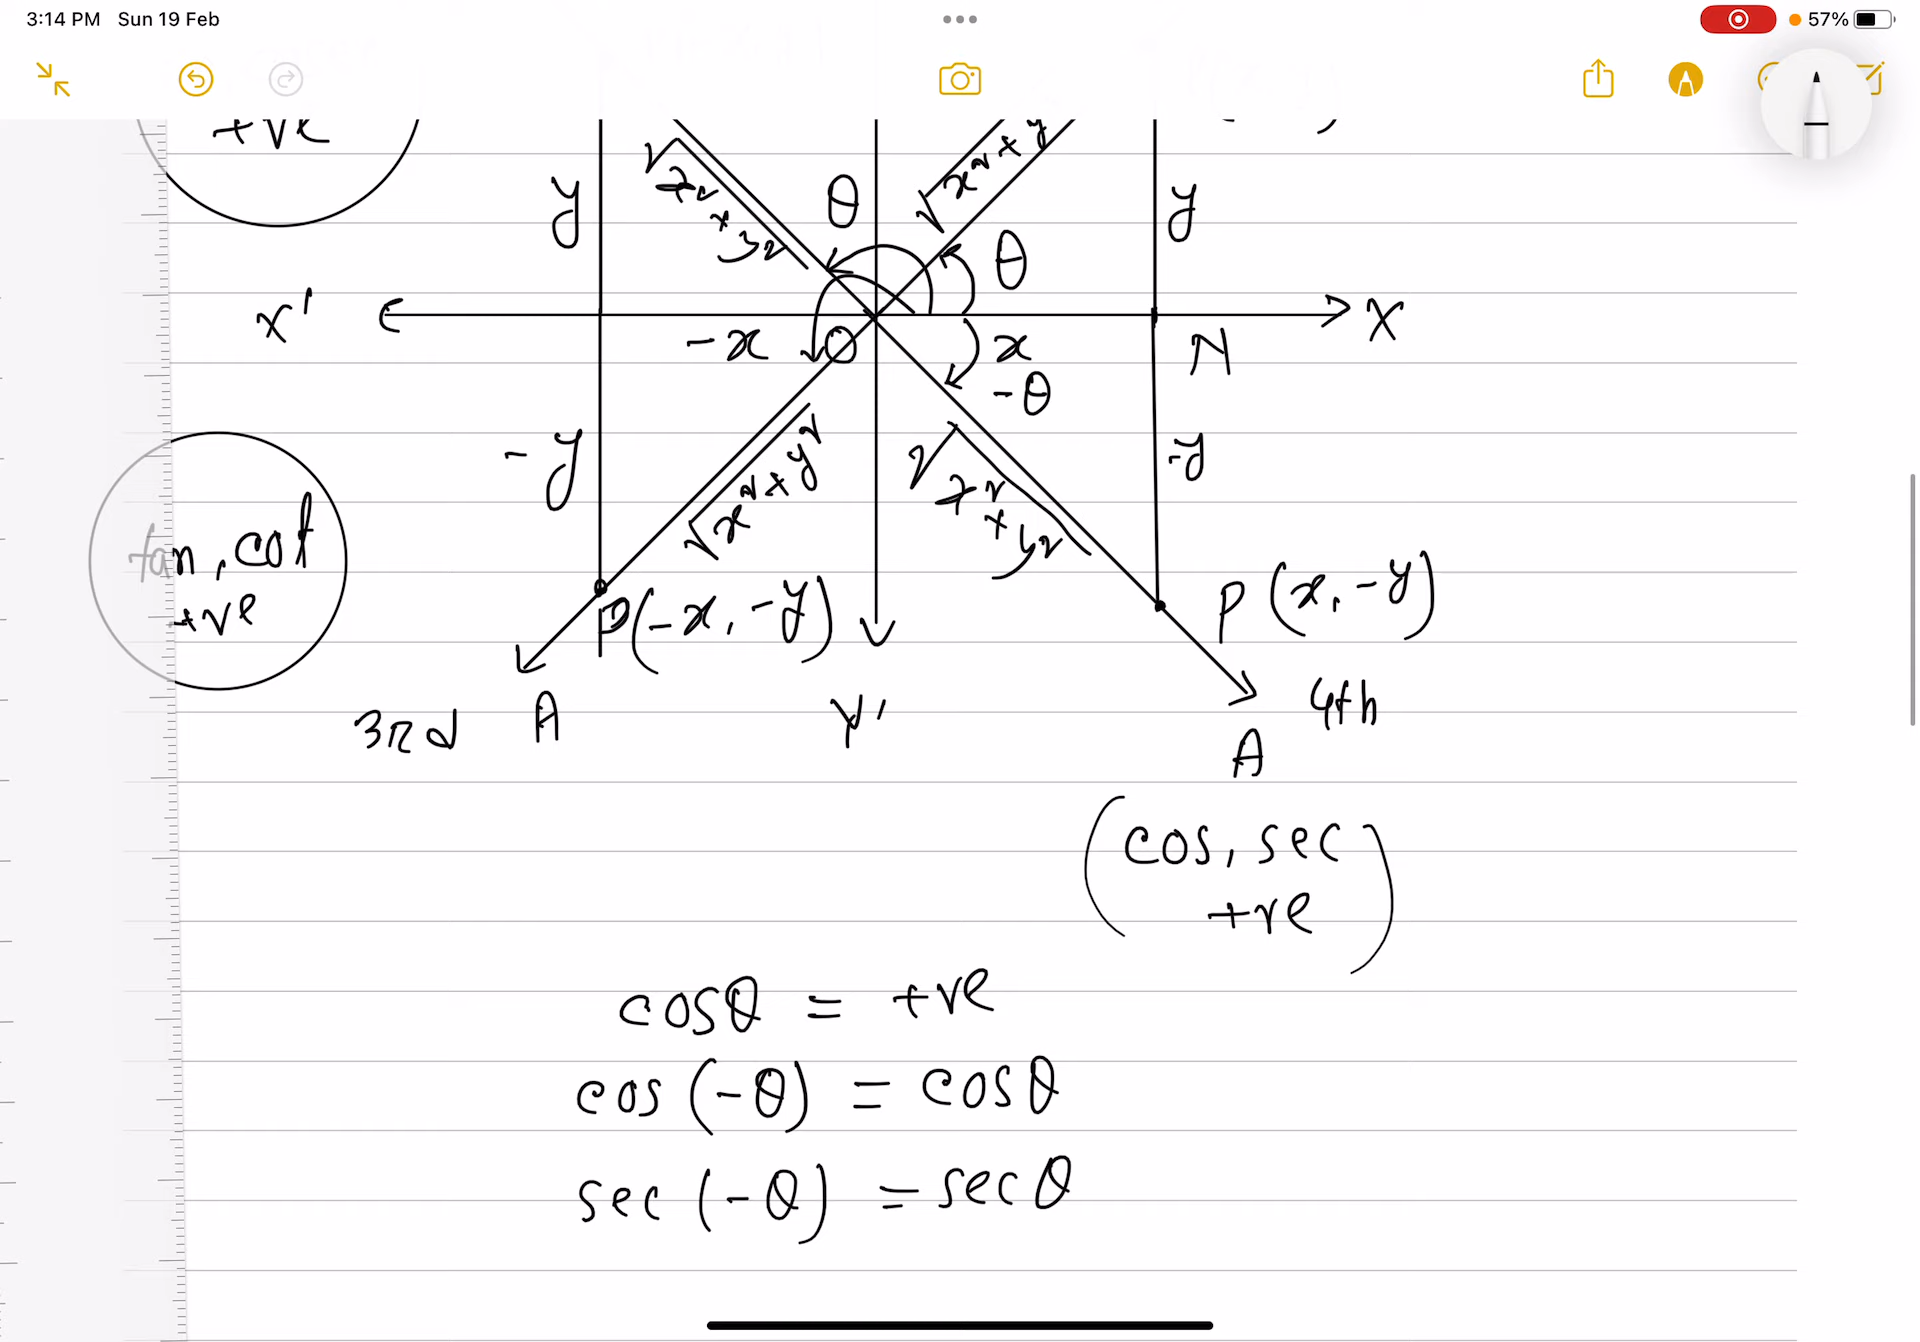 3:14 PM Sun 19 Feb
57%
+ve
y
√x²+y²
θ
√x²+y
y
θ
x'
X
-x
O
x
N
-θ
-y
√x²+y²
√x²+y²
-y
tan, cot
+ve
P(-x, -y)
P (x, -y)
3rd
A
Y'
4th
A
(cos, sec
+ve)
cosθ = +ve
cos (-θ) = cosθ
sec (-θ) = secθ